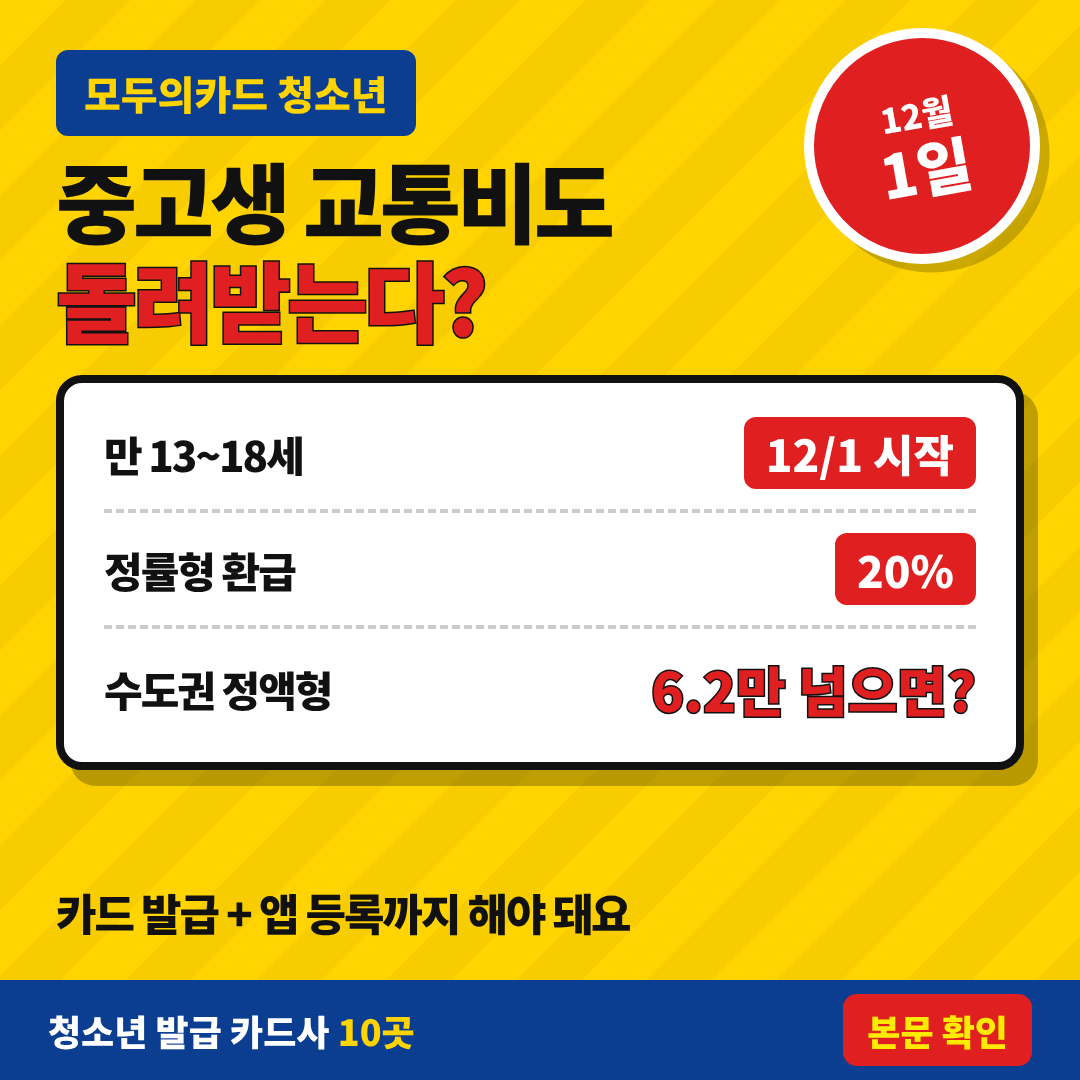 모두의카드 청소년
12월
1일
중고생 교통비도
돌려받는다?
만 13~18세
12/1 시작
정률형 환급
20%
수도권 정액형
6.2만 넘으면?
카드 발급 + 앱 등록까지 해야 돼요
청소년 발급 카드사 10곳
본문 확인